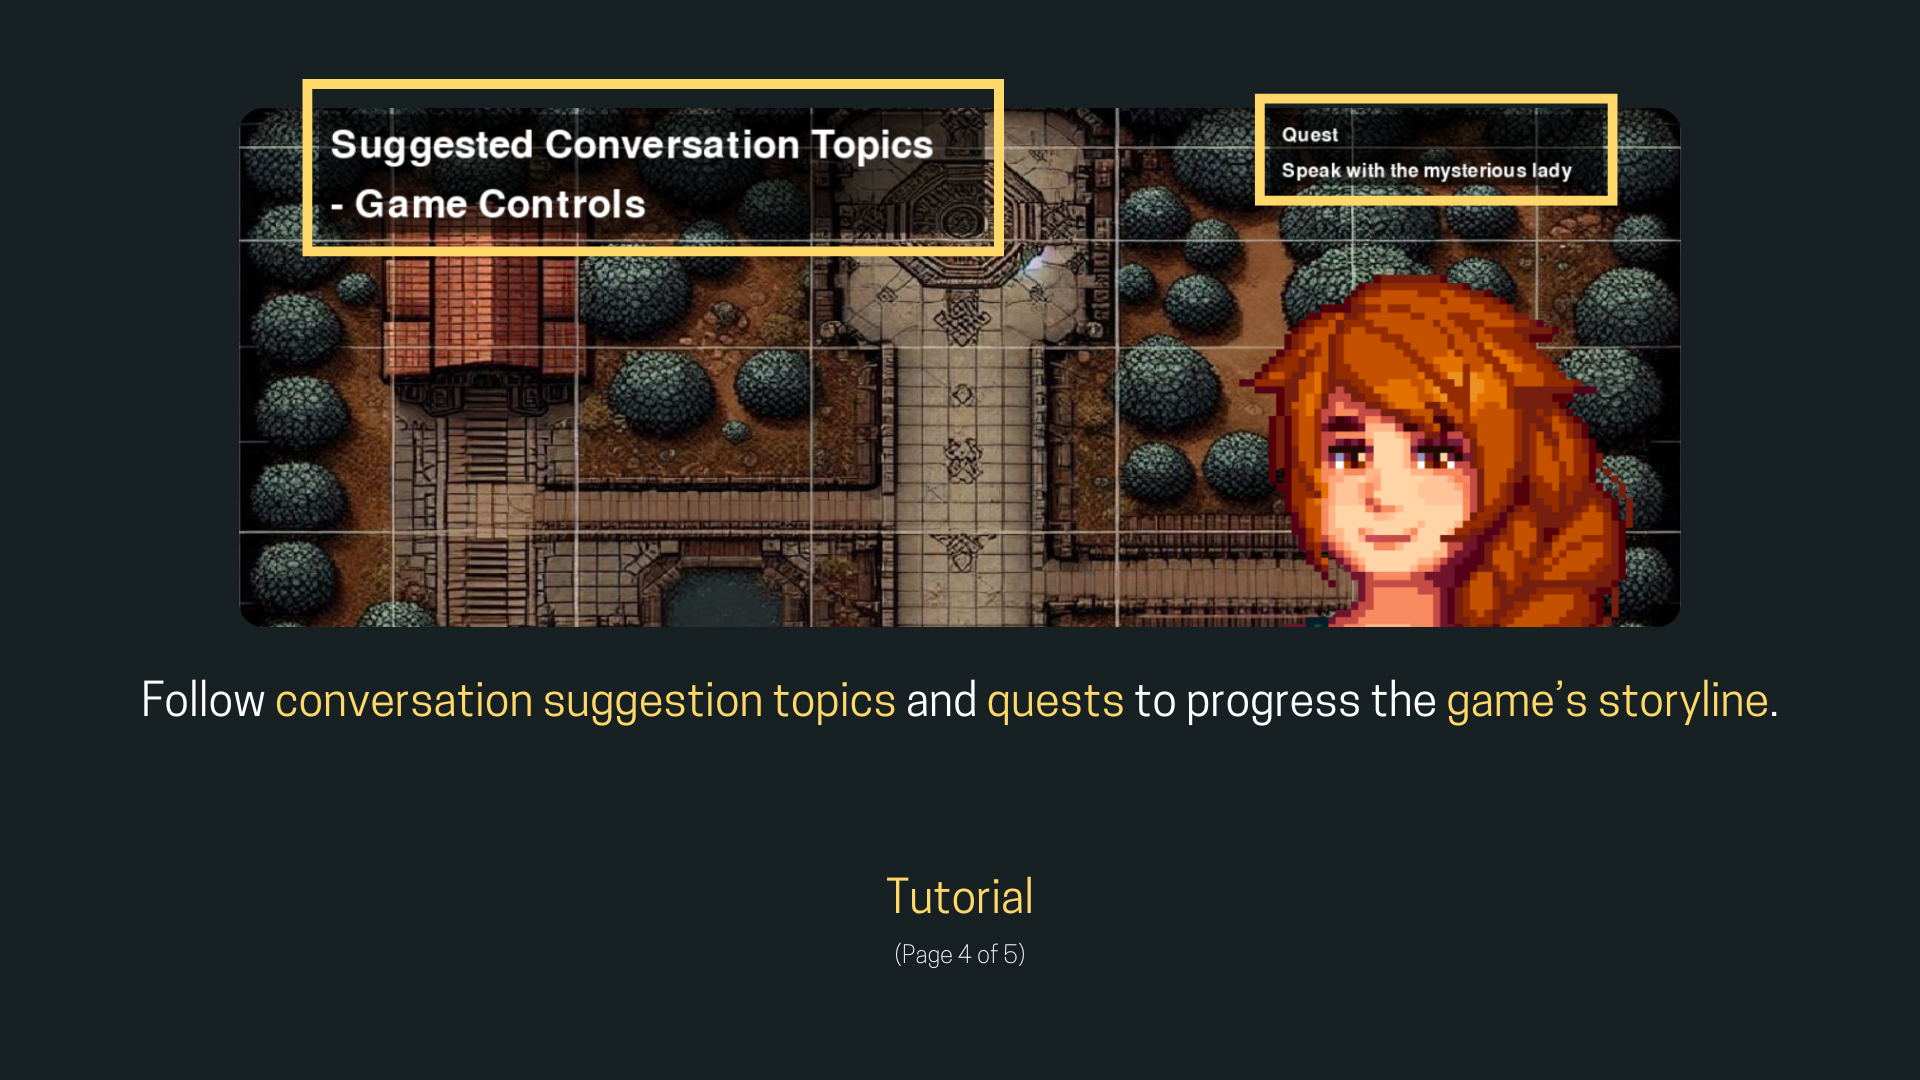 Suggested Conversation Topics
- Game Controls
Quest
Speak with the mysterious lady
Follow conversation suggestion topics and quests to progress the game’s storyline.
Tutorial
(Page 4 of 5)